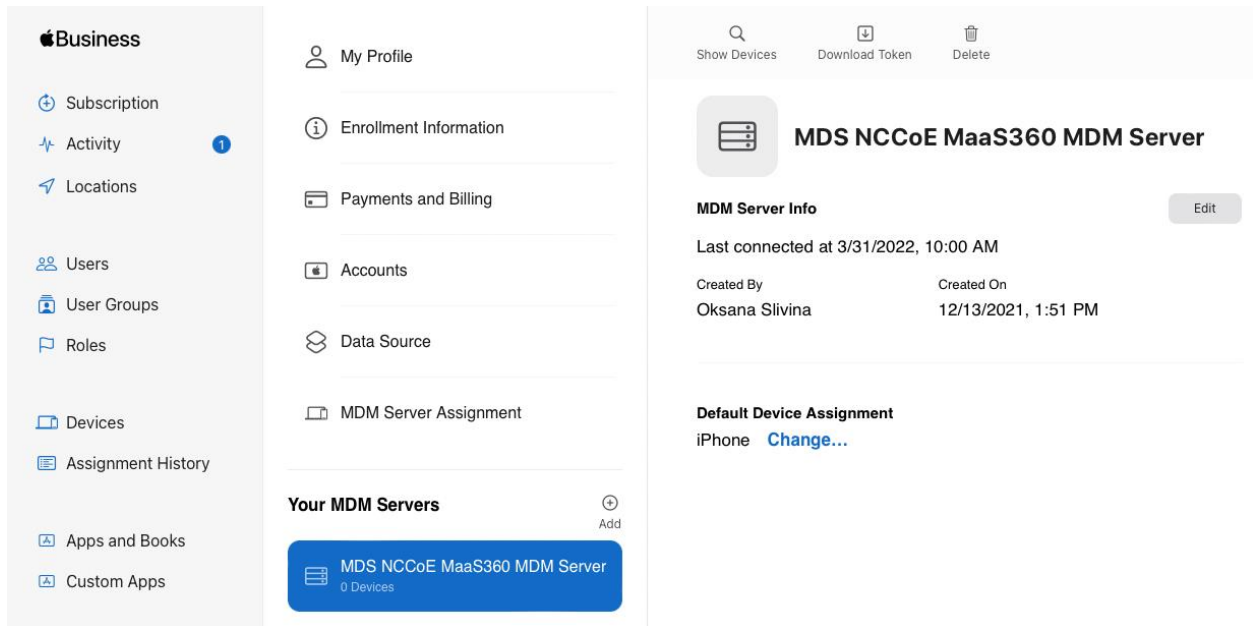 Business
Subscription
Activity 1
Locations
Users
User Groups
Roles
Devices
Assignment History
Apps and Books
Custom Apps
My Profile
Enrollment Information
Payments and Billing
Accounts
Data Source
MDM Server Assignment
Your MDM Servers
Add
MDS NCCoE MaaS360 MDM Server
0 Devices
Show Devices Download Token Delete
MDS NCCoE MaaS360 MDM Server
MDM Server Info Edit
Last connected at 3/31/2022, 10:00 AM
Created By Created On
Oksana Slivina 12/13/2021, 1:51 PM
Default Device Assignment
iPhone Change...